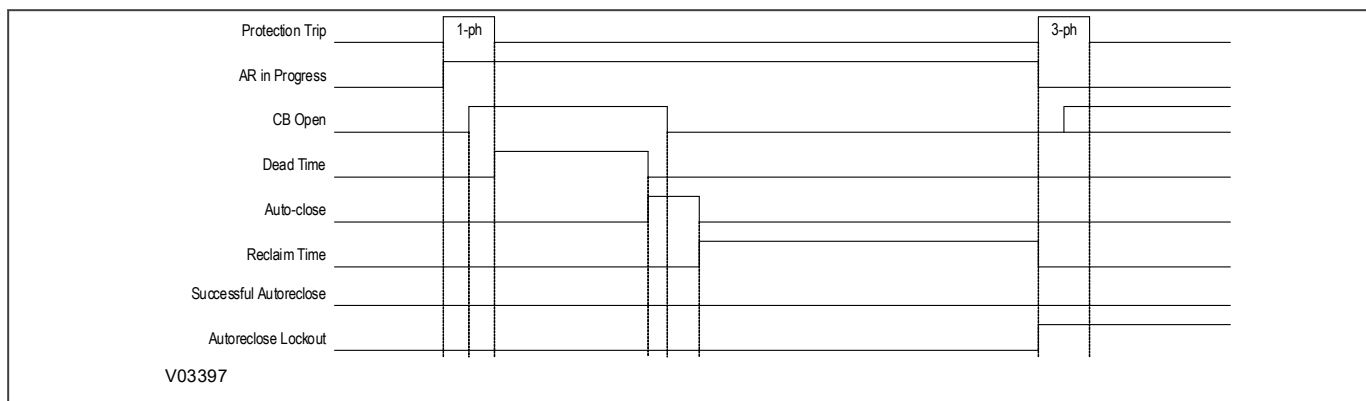 Protection Trip
1-ph
3-ph
AR in Progress
CB Open
Dead Time
Auto-close
Reclaim Time
Successful Autoreclose
Autoreclose Lockout
V03397